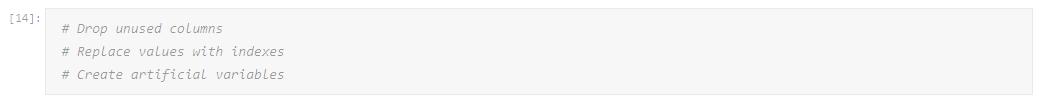 [14]:
# Drop unused columns
# Replace values with indexes
# Create artificial variables